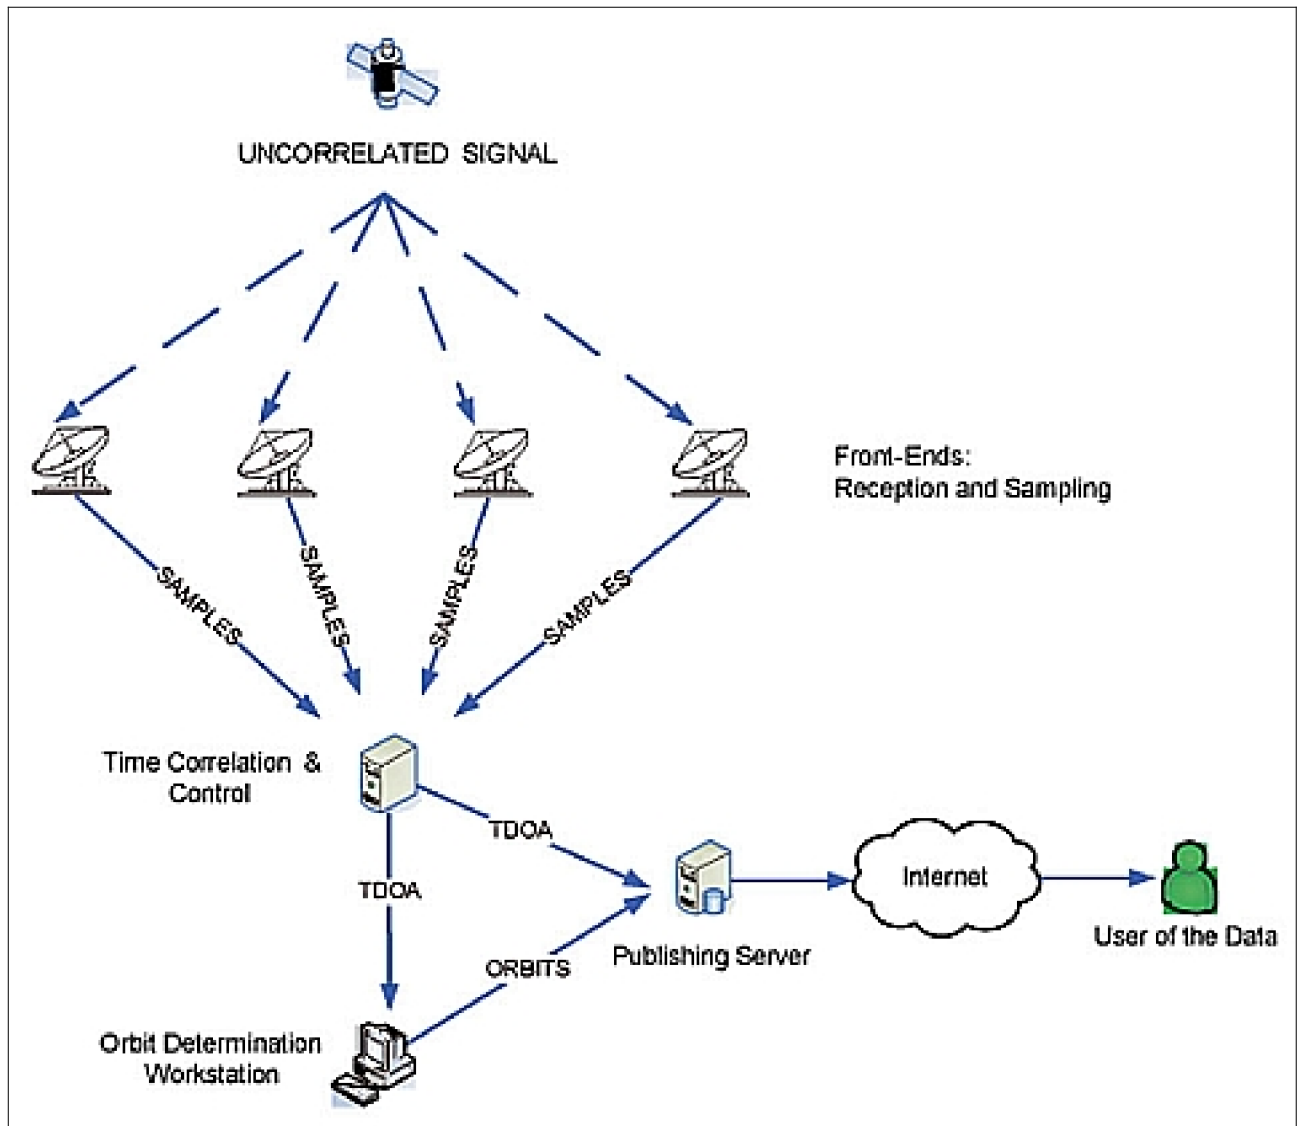 UNCORRELATED SIGNAL
Front-Ends:
Reception and Sampling
SAMPLES
SAMPLES
SAMPLES
SAMPLES
Time Correlation &
Control
TDOA
TDOA
Internet
User of the Data
Publishing Server
ORBITS
Orbit Determination
Workstation